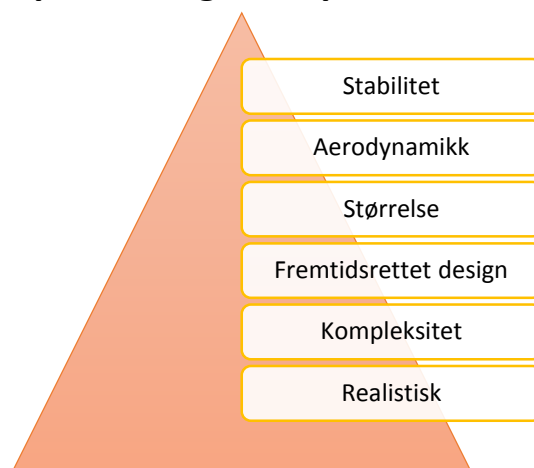 Stabilitet
Aerodynamikk
Størrelse
Fremtidsrettet design
Kompleksitet
Realistisk